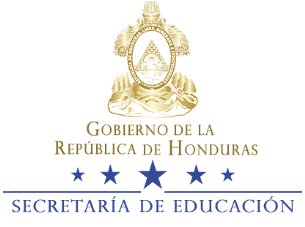 GOBIERNO DE LA
REPÚBLICA DE HONDURAS
SECRETARÍA DE EDUCACIÓN